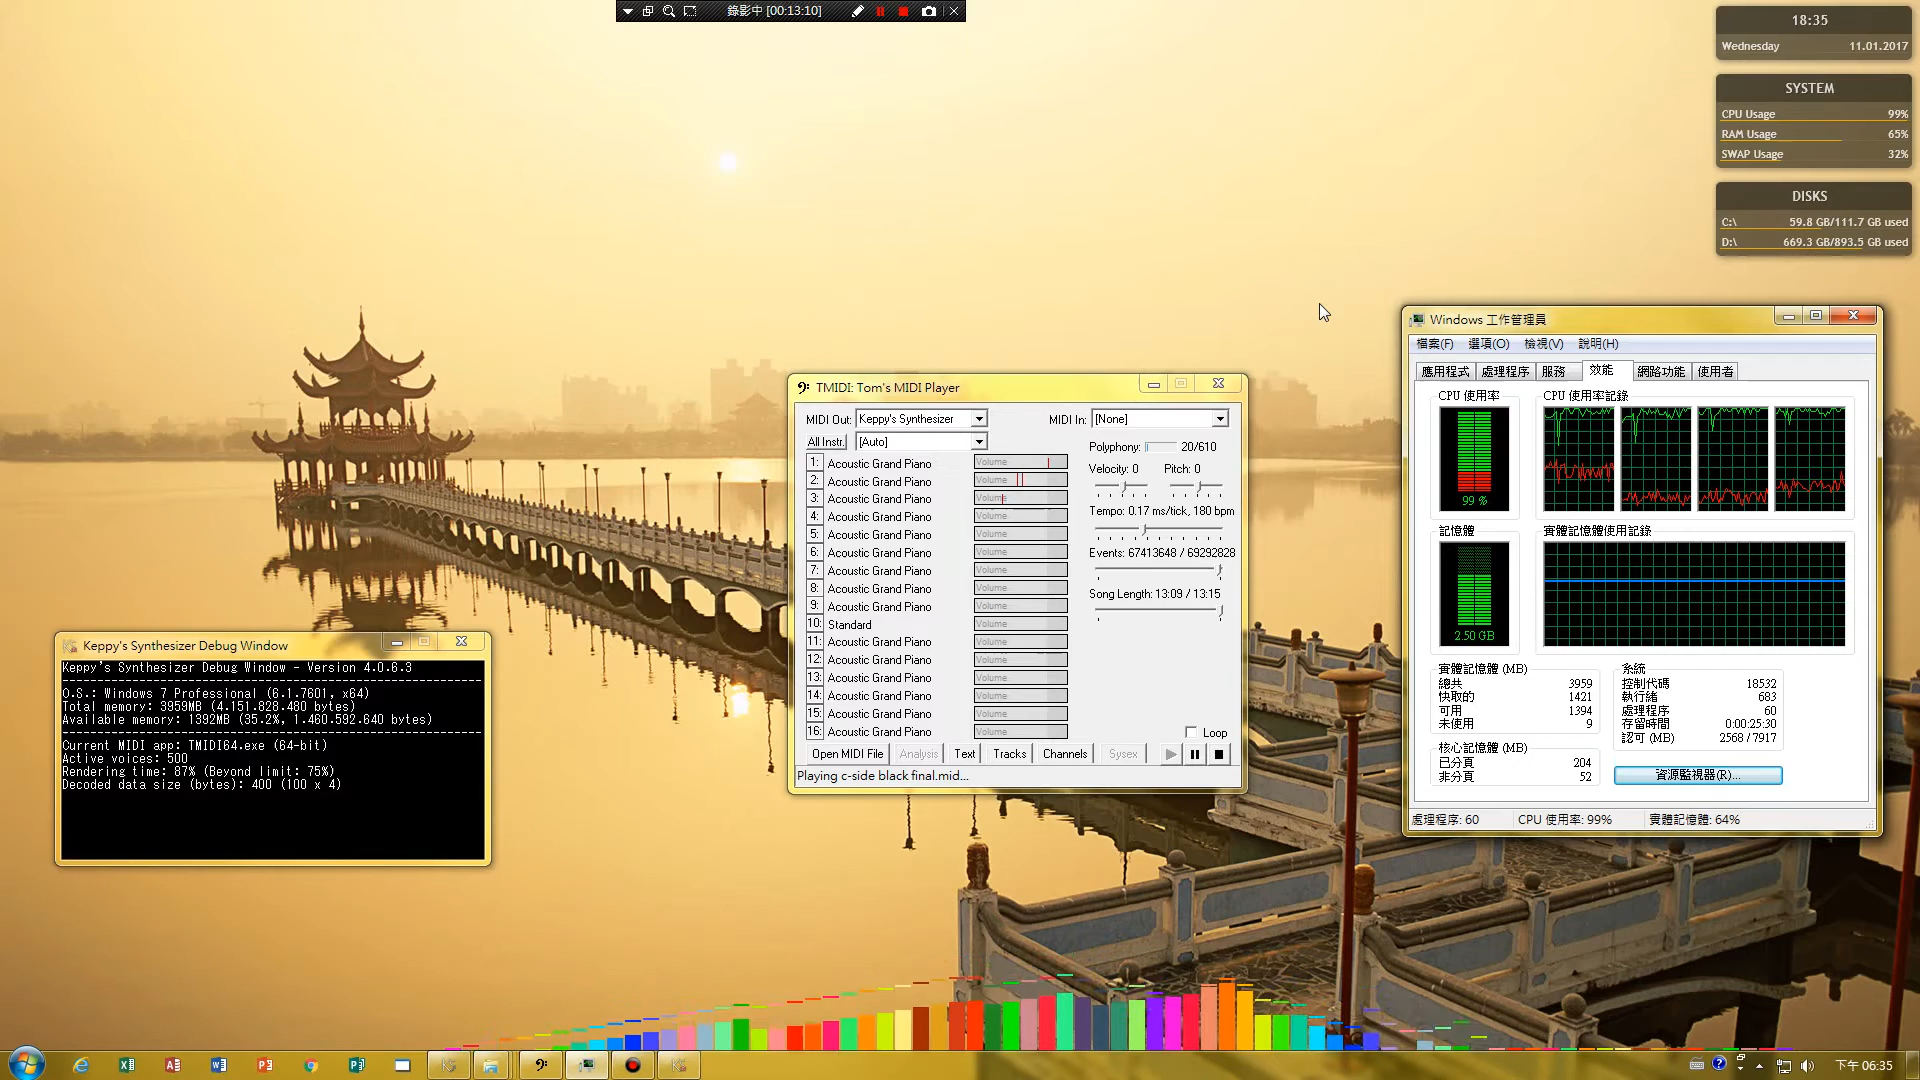 錄影中 [00:13:10]
18:35
Wednesday 11.01.2017
SYSTEM
CPU Usage 99%
RAM Usage 65%
SWAP Usage 32%
DISKS
C:\ 59.8 GB/111.7 GB used
D:\ 669.3 GB/893.5 GB used
TMIDI: Tom's MIDI Player
MIDI Out: Keppy's Synthesizer MIDI In: [None]
All Instr. [Auto]
Polyphony: 20/610
Velocity: 0 Pitch: 0
Tempo: 0.17 ms/tick, 180 bpm
Events: 67413648 / 69292828
Song Length: 13:09 / 13:15
1: Acoustic Grand Piano Volume
2: Acoustic Grand Piano Volume
3: Acoustic Grand Piano Volume
4: Acoustic Grand Piano Volume
5: Acoustic Grand Piano Volume
6: Acoustic Grand Piano Volume
7: Acoustic Grand Piano Volume
8: Acoustic Grand Piano Volume
9: Acoustic Grand Piano Volume
10: Standard Volume
11: Acoustic Grand Piano Volume
12: Acoustic Grand Piano Volume
13: Acoustic Grand Piano Volume
14: Acoustic Grand Piano Volume
15: Acoustic Grand Piano Volume
16: Acoustic Grand Piano Volume
Loop
Open MIDI File Analysis Text Tracks Channels Sysex
Playing c-side black final.mid...
Windows 工作管理員
檔案(F) 選項(O) 檢視(V) 說明(H)
應用程式 處理程序 服務 效能 網路功能 使用者
CPU 使用率 CPU 使用率記錄
99 %
記憶體 實體記憶體使用記錄
2.50 GB
實體記憶體 (MB)
總共 3959
快取的 1421
可用 1394
未使用 9
核心記憶體 (MB)
已分頁 204
非分頁 52
系統
控制代碼 18532
執行緒 683
處理程序 60
存留時間 0:00:25:30
認可 (MB) 2568 / 7917
資源監視器(R)...
處理程序: 60 CPU 使用率: 99% 實體記憶體: 64%
Keppy's Synthesizer Debug Window
Keppy's Synthesizer Debug Window - Version 4.0.6.3
O.S.: Windows 7 Professional (6.1.7601, x64)
Total memory: 3959MB (4.151.828.480 bytes)
Available memory: 1392MB (35.2%, 1.460.592.640 bytes)
Current MIDI app: TMIDI64.exe (64-bit)
Active voices: 500
Rendering time: 87% (Beyond limit: 75%)
Decoded data size (bytes): 400 (100 x 4)
下午 06:35